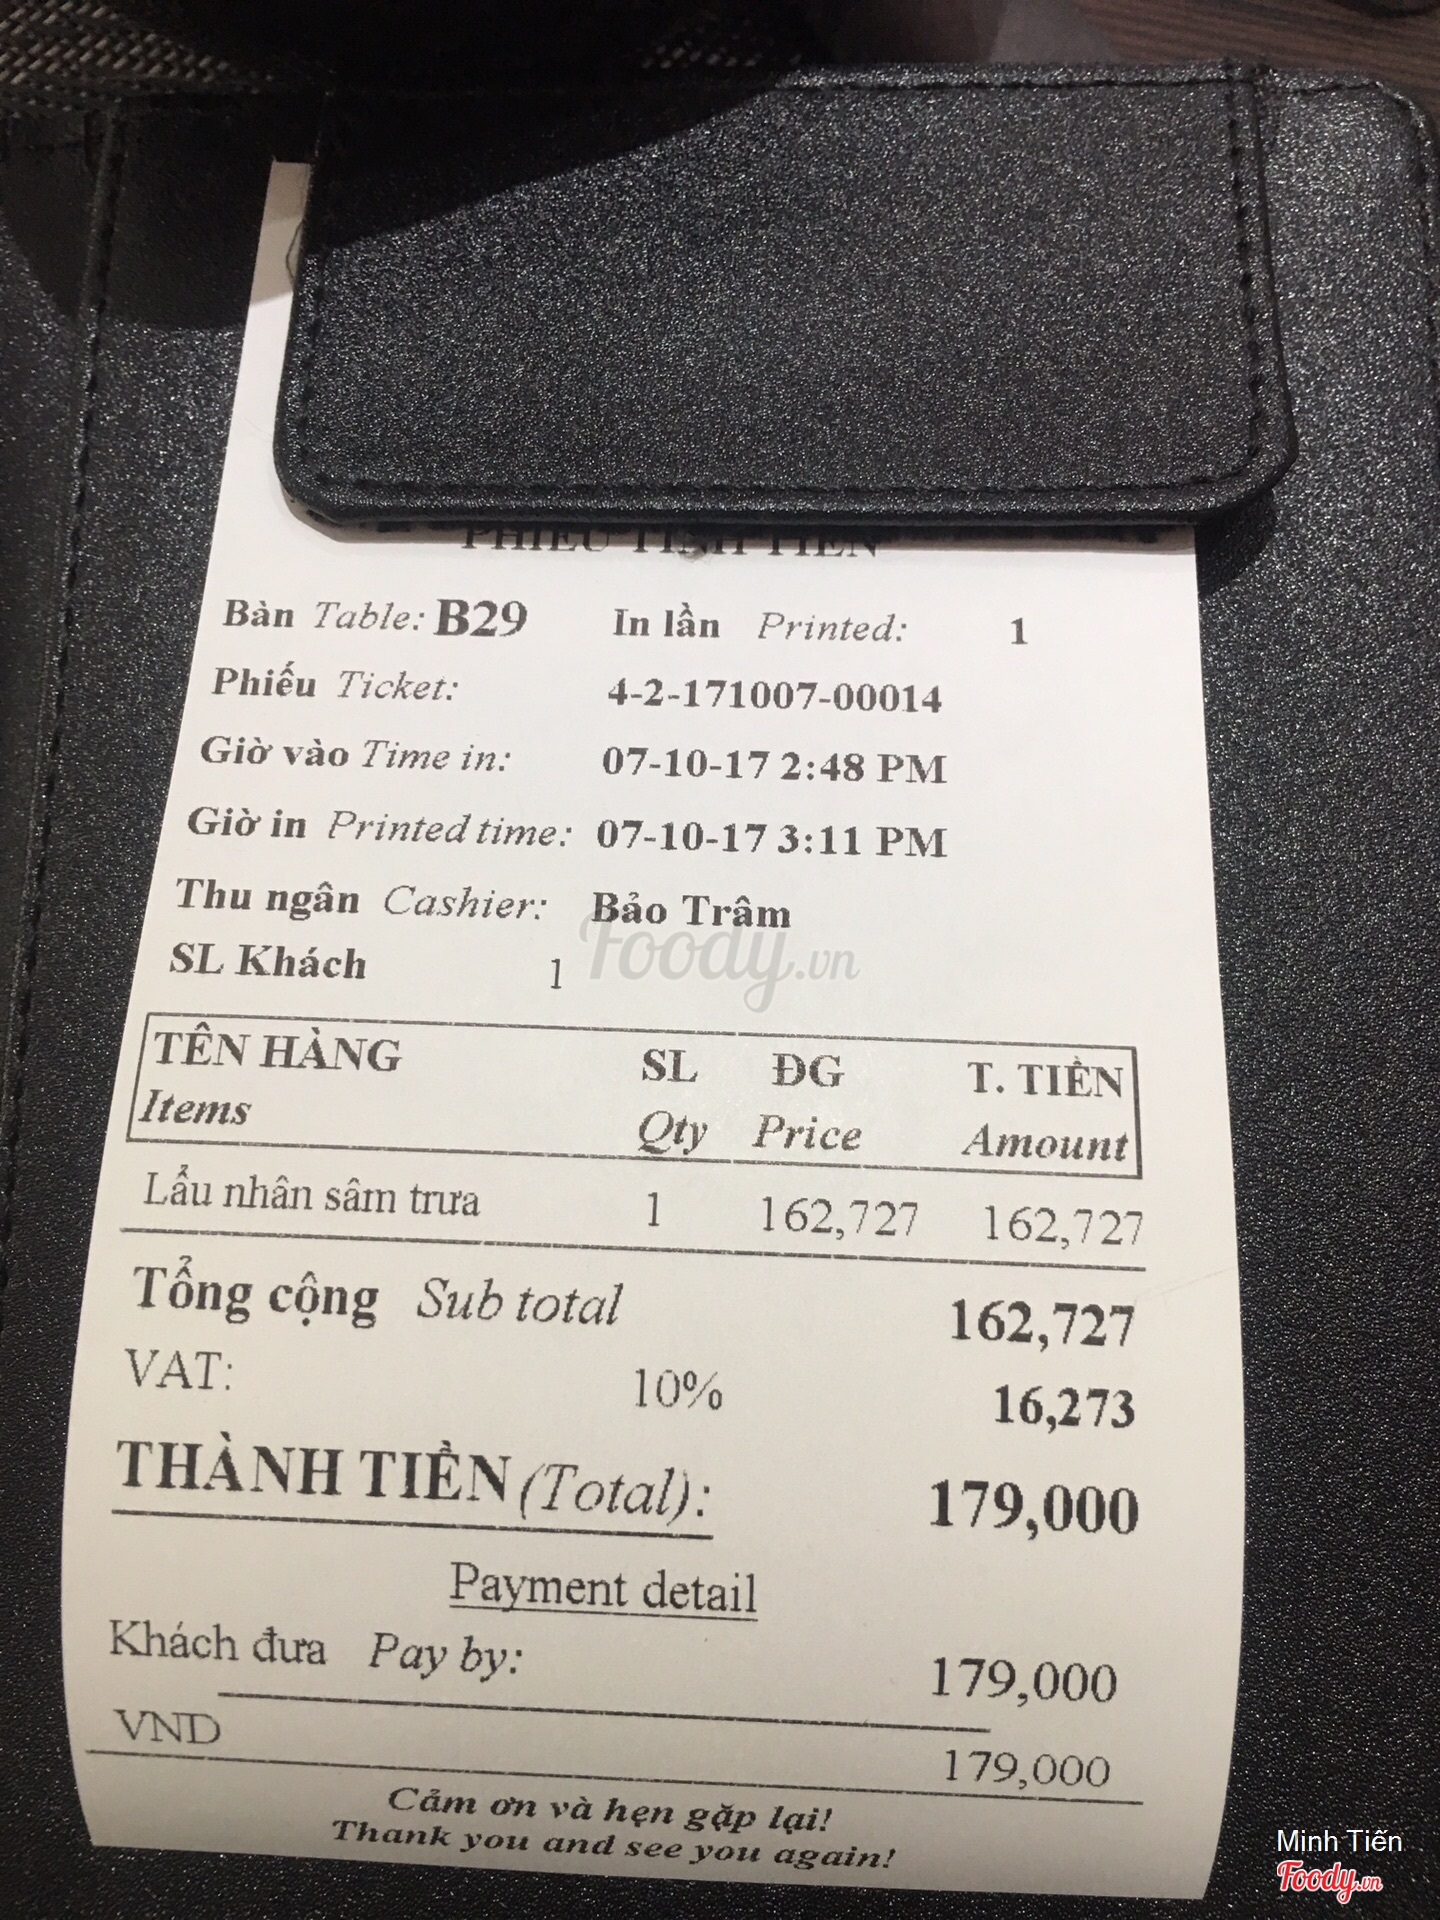 PHIẾU TÍNH TIỀN
Bàn Table: B29 In lần Printed: 1
Phiếu Ticket: 4-2-171007-00014
Giờ vào Time in: 07-10-17 2:48 PM
Giờ in Printed time: 07-10-17 3:11 PM
Thu ngân Cashier: Bảo Trâm
SL Khách 1
Foody.vn
TÊN HÀNG SL ĐG T. TIỀN
Items Qty Price Amount
Lẩu nhân sâm trưa 1 162,727 162,727
Tổng cộng Sub total 162,727
VAT: 10% 16,273
THÀNH TIỀN (Total): 179,000
Payment detail
Khách đưa Pay by: 179,000
VND 179,000
Cảm ơn và hẹn gặp lại!
Thank you and see you again!
Minh Tiến
Foody.vn